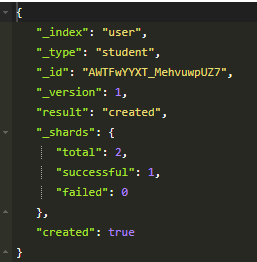 {
"_index": "user",
"_type": "student",
"_id": "AWTFwYYXT_MehvuwpUZ7",
"_version": 1,
"result": "created",
"_shards": {
"total": 2,
"successful": 1,
"failed": 0
},
"created": true
}